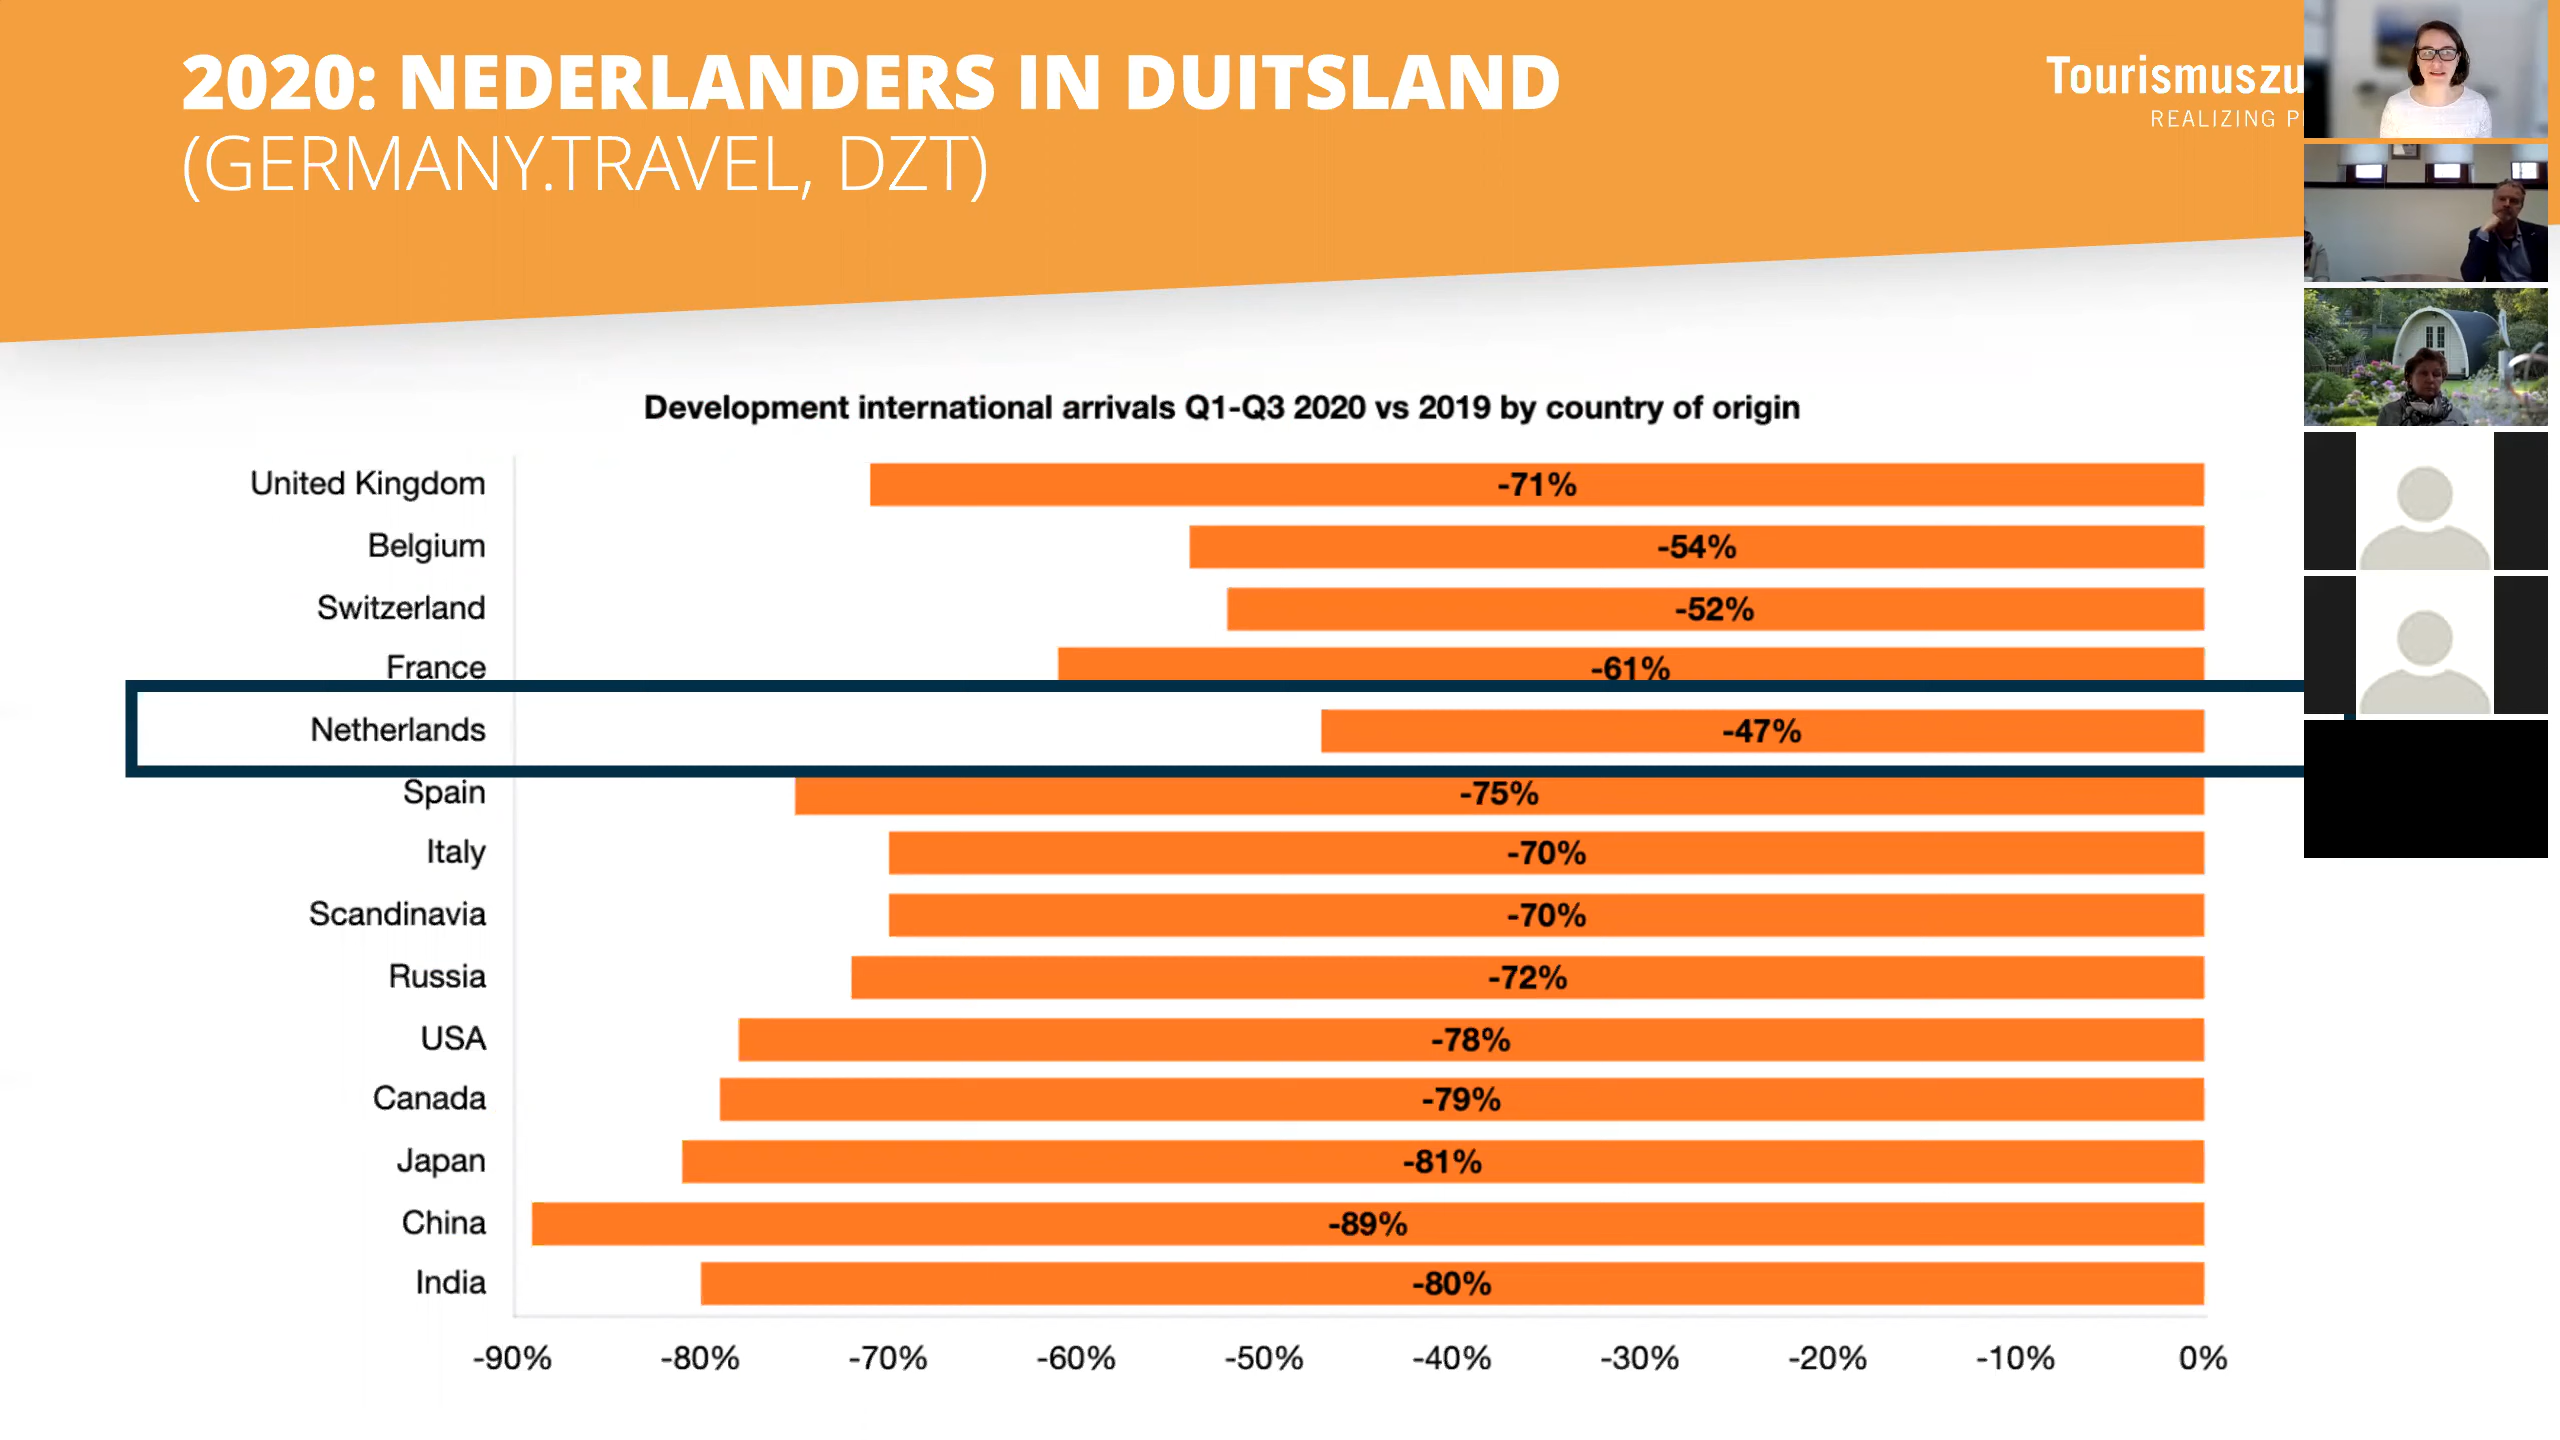 2020: NEDERLANDERS IN DUITSLAND
(GERMANY.TRAVEL, DZT)
Tourismuszu
REALIZING P
Development international arrivals Q1-Q3 2020 vs 2019 by country of origin
United Kingdom -71%
Belgium -54%
Switzerland -52%
France -61%
Netherlands -47%
Spain -75%
Italy -70%
Scandinavia -70%
Russia -72%
USA -78%
Canada -79%
Japan -81%
China -89%
India -80%
-90% -80% -70% -60% -50% -40% -30% -20% -10% 0%